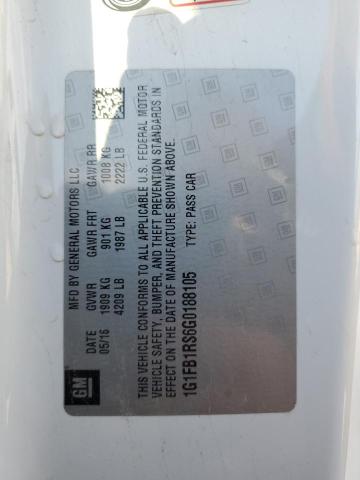 GM
MFD BY GENERAL MOTORS LLC
DATE GVWR GAWR FRT GAWR RR
05/16 1909 KG 901 KG 1008 KG
4209 LB 1987 LB 2222 LB
THIS VEHICLE CONFORMS TO ALL APPLICABLE U.S. FEDERAL MOTOR
VEHICLE SAFETY, BUMPER, AND THEFT PREVENTION STANDARDS IN
EFFECT ON THE DATE OF MANUFACTURE SHOWN ABOVE.
1G1FB1RS6G0188105 TYPE: PASS CAR